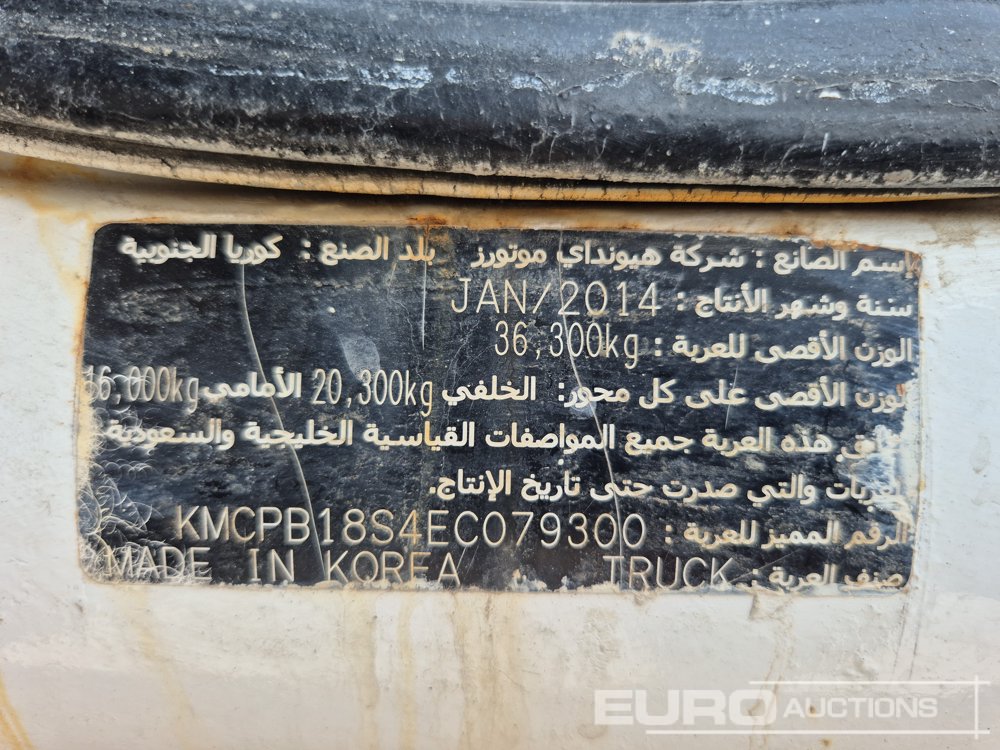 إسم الصانع : شركة هيونداي موتورز بلد الصنع : كوريا الجنوبية
سنة وشهر الأنتاج : JAN/2014
الوزن الأقصى للعربة : 36,300kg
الوزن الأقصى على كل محور: الخلفي 20,300kg الأمامي 16,000kg
هذه العربة جميع المواصفات القياسية الخليجية والسعودية
للعربات والتي صدرت حتى تاريخ الإنتاج.
الرقم المميز للعربة : KMCPB18S4EC079300
صنف العربة : TRUCK MADE IN KOREA
EURO AUCTIONS